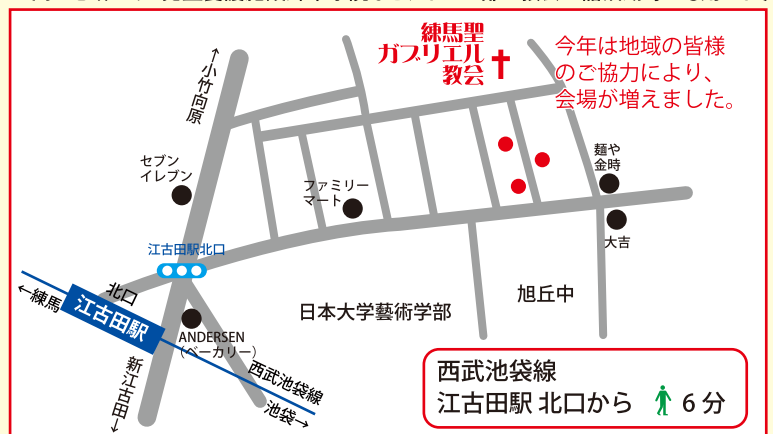 練馬聖
ガブリエル
教会
今年は地域の皆様
のご協力により、
会場が増えました。
←小竹向原
セブン
イレブン
ファミリー
マート
麺や
金時
大吉
江古田駅北口
北口
←練馬
江古田駅
日本大学藝術学部
旭丘中
ANDERSEN
（ベーカリー）
新江古田→
西武池袋線
池袋→
西武池袋線
江古田駅 北口から 6分